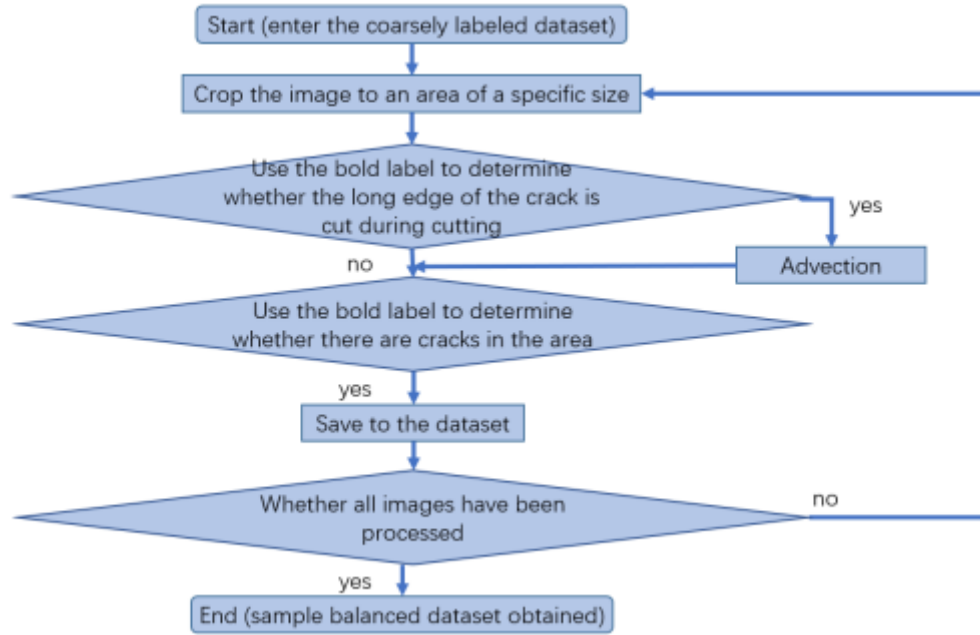 Start (enter the coarsely labeled dataset)
Crop the image to an area of a specific size
Use the bold label to determine
whether the long edge of the crack is
cut during cutting
yes
Advection
no
Use the bold label to determine
whether there are cracks in the area
yes
Save to the dataset
Whether all images have been
processed
no
yes
End (sample balanced dataset obtained)